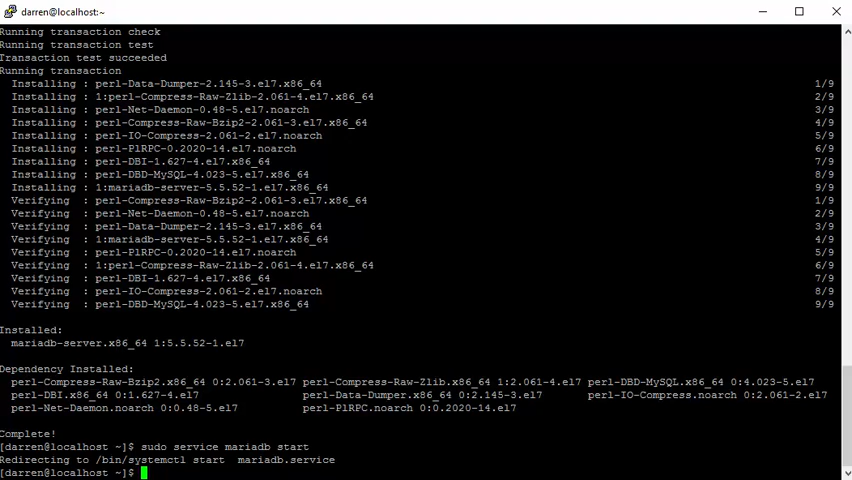 darren@localhost:~
Running transaction check
Running transaction test
Transaction test succeeded
Running transaction
Installing : perl-Data-Dumper-2.145-3.el7.x86_64 1/9
Installing : 1:perl-Compress-Raw-Zlib-2.061-4.el7.x86_64 2/9
Installing : perl-Net-Daemon-0.48-5.el7.noarch 3/9
Installing : perl-Compress-Raw-Bzip2-2.061-3.el7.x86_64 4/9
Installing : perl-IO-Compress-2.061-2.el7.noarch 5/9
Installing : perl-PlRPC-0.2020-14.el7.noarch 6/9
Installing : perl-DBI-1.627-4.el7.x86_64 7/9
Installing : perl-DBD-MySQL-4.023-5.el7.x86_64 8/9
Installing : 1:mariadb-server-5.5.52-1.el7.x86_64 9/9
Verifying : perl-Compress-Raw-Bzip2-2.061-3.el7.x86_64 1/9
Verifying : perl-Net-Daemon-0.48-5.el7.noarch 2/9
Verifying : perl-Data-Dumper-2.145-3.el7.x86_64 3/9
Verifying : 1:mariadb-server-5.5.52-1.el7.x86_64 4/9
Verifying : perl-PlRPC-0.2020-14.el7.noarch 5/9
Verifying : 1:perl-Compress-Raw-Zlib-2.061-4.el7.x86_64 6/9
Verifying : perl-DBI-1.627-4.el7.x86_64 7/9
Verifying : perl-IO-Compress-2.061-2.el7.noarch 8/9
Verifying : perl-DBD-MySQL-4.023-5.el7.x86_64 9/9
Installed:
mariadb-server.x86_64 1:5.5.52-1.el7
Dependency Installed:
perl-Compress-Raw-Bzip2.x86_64 0:2.061-3.el7 perl-Compress-Raw-Zlib.x86_64 1:2.061-4.el7 perl-DBD-MySQL.x86_64 0:4.023-5.el7
perl-DBI.x86_64 0:1.627-4.el7 perl-Data-Dumper.x86_64 0:2.145-3.el7 perl-IO-Compress.noarch 0:2.061-2.el7
perl-Net-Daemon.noarch 0:0.48-5.el7 perl-PlRPC.noarch 0:0.2020-14.el7
Complete!
[darren@localhost ~]$ sudo service mariadb start
Redirecting to /bin/systemctl start mariadb.service
[darren@localhost ~]$